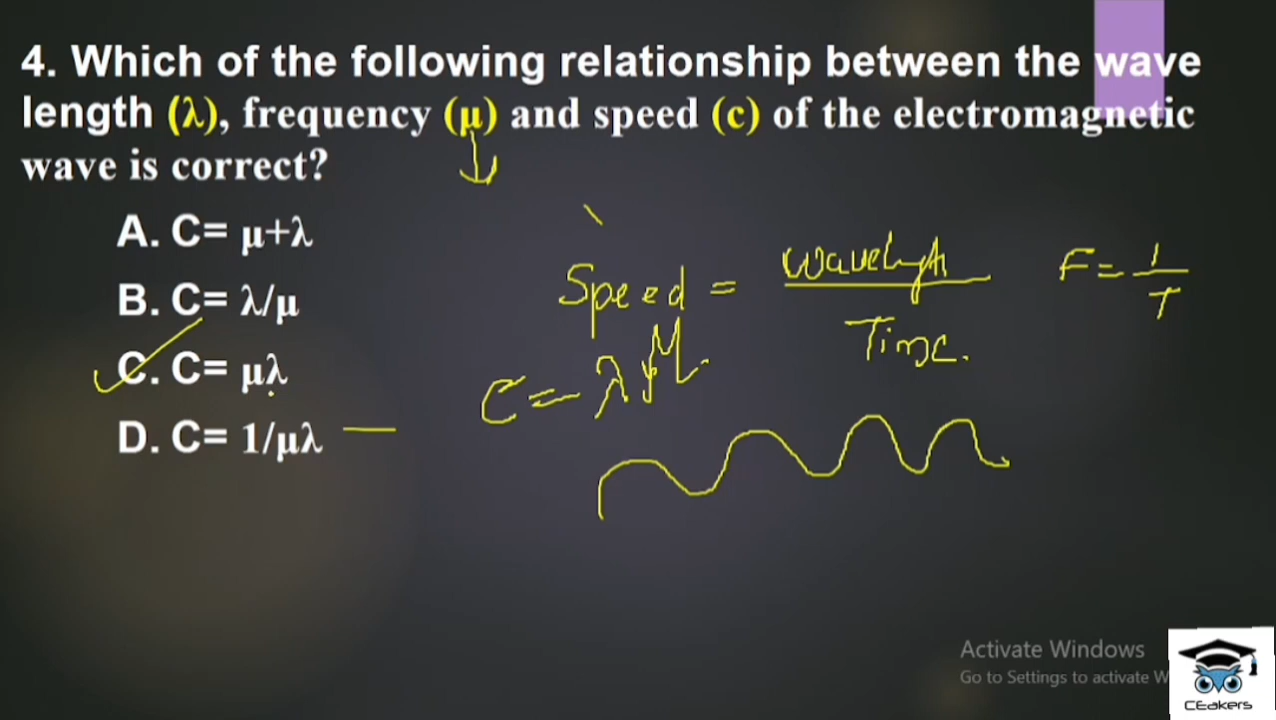 4. Which of the following relationship between the wave
length (λ), frequency (μ) and speed (c) of the electromagnetic
wave is correct?
A. C= μ+λ
B. C= λ/μ
C. C= μλ
D. C= 1/μλ
Speed = Wavelength
Time.
F = 1
T
C = λ μ
Activate Windows
Go to Settings to activate W
CEakers